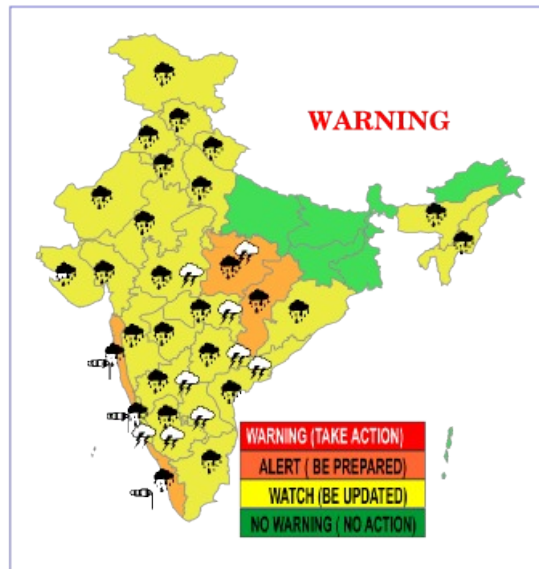 WARNING
WARNING (TAKE ACTION)
ALERT ( BE PREPARED)
WATCH (BE UPDATED)
NO WARNING ( NO ACTION)